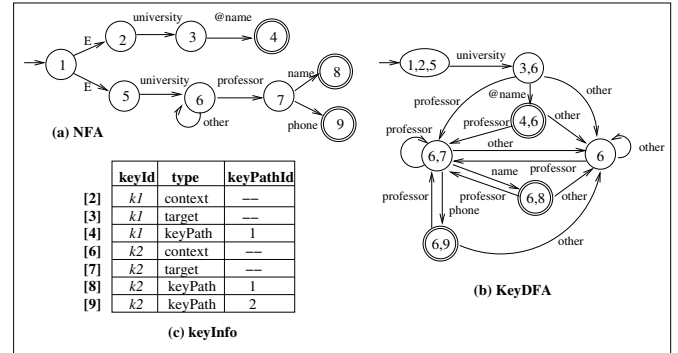 university
@name
E
1
2
3
4
E
university
professor
name
5
6
7
8
other
phone
9
(a) NFA
keyId type keyPathId
[2] k1 context −−
[3] k1 target −−
[4] k1 keyPath 1
[6] k2 context −−
[7] k2 target −−
[8] k2 keyPath 1
[9] k2 keyPath 2
(c) keyInfo
1,2,5
university
3,6
professor
@name
other
4,6
professor
other
professor
6,7
other
6
other
professor
name
professor
6,8
other
professor
phone
6,9
other
(b) KeyDFA